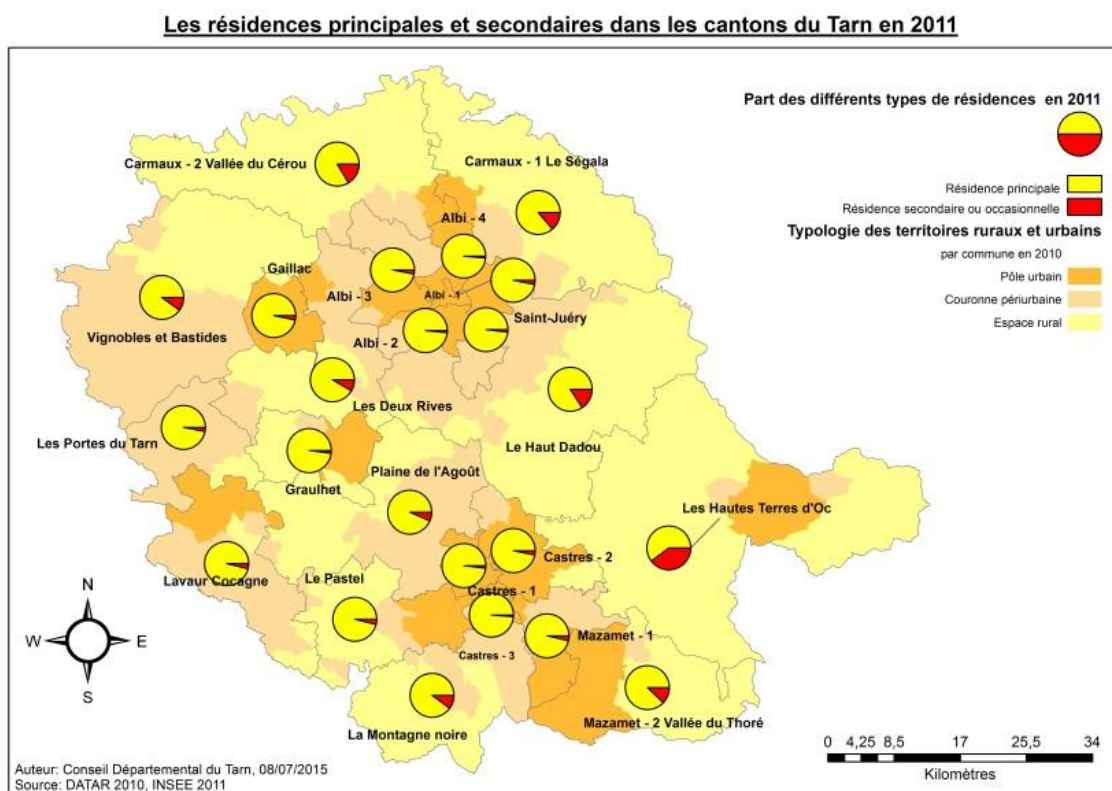 Les résidences principales et secondaires dans les cantons du Tarn en 2011
Part des différents types de résidences en 2011
Résidence principale
Résidence secondaire ou occasionnelle
Typologie des territoires ruraux et urbains
par commune en 2010
Pôle urbain
Couronne périurbaine
Espace rural
Carmaux - 2 Vallée du Cérou
Carmaux - 1 Le Ségala
Albi - 4
Gaillac
Albi - 3
Albi - 1
Saint-Juéry
Vignobles et Bastides
Albi - 2
Les Deux Rives
Les Portes du Tarn
Le Haut Dadou
Plaine de l'Agoût
Graulhet
Les Hautes Terres d'Oc
Castres - 2
Lavaur Cocagne
Le Pastel
Castres - 1
Mazamet - 1
Castres - 3
La Montagne noire
Mazamet - 2 Vallée du Thoré
N
W
E
S
0 4,25 8,5 17 25,5 34
Kilomètres
Auteur: Conseil Départemental du Tarn, 08/07/2015
Source: DATAR 2010, INSEE 2011